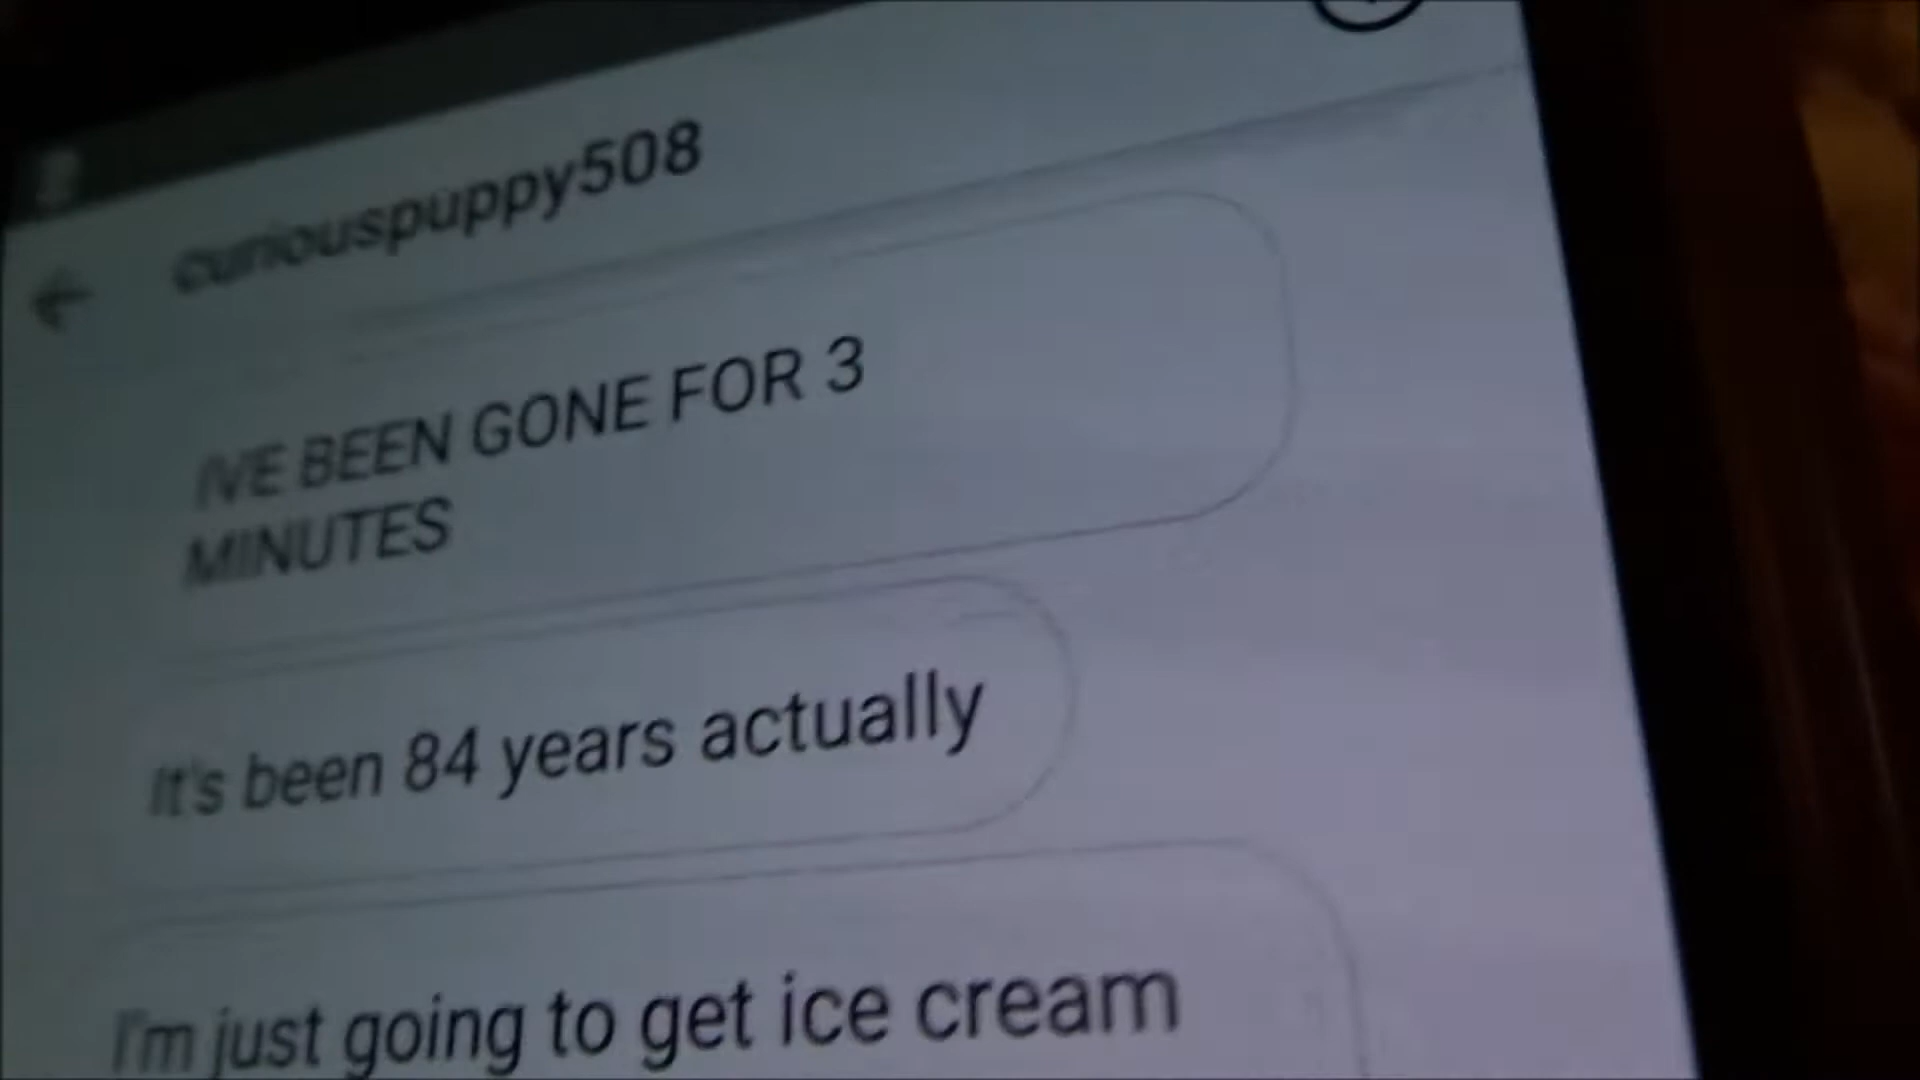 curiouspuppy508
IVE BEEN GONE FOR 3
MINUTES
It's been 84 years actually
I'm just going to get ice cream